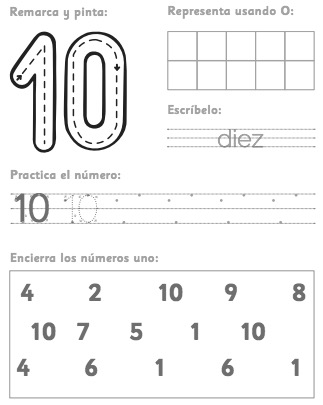 Remarca y pinta:
10
Representa usando O:
Escríbelo:
diez
Practica el número:
10 10
Encierra los números uno:
4 2 10 9 8
10 7 5 1 10
4 6 1 6 1